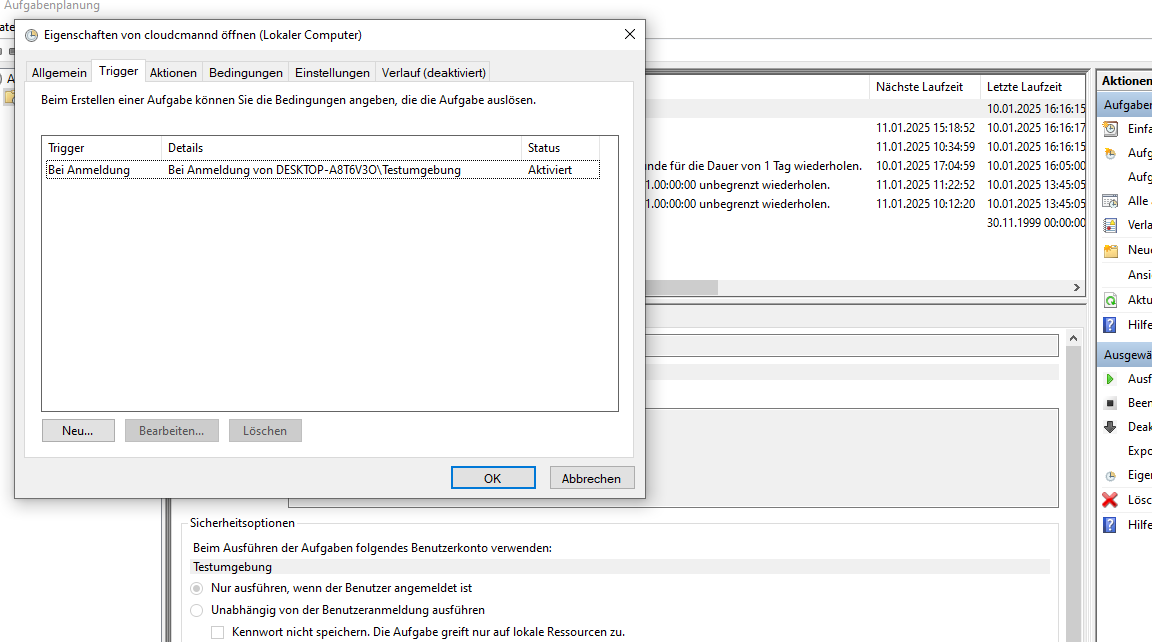 Aufgabenplanung
Eigenschaften von cloudcmannd öffnen (Lokaler Computer)
Allgemein Trigger Aktionen Bedingungen Einstellungen Verlauf (deaktiviert)
Beim Erstellen einer Aufgabe können Sie die Bedingungen angeben, die die Aufgabe auslösen.
Trigger Details Status
Bei Anmeldung Bei Anmeldung von DESKTOP-A8T6V3O\Testumgebung Aktiviert
Neu... Bearbeiten... Löschen
OK Abbrechen
Nächste Laufzeit Letzte Laufzeit
10.01.2025 16:16:15
11.01.2025 15:18:52 10.01.2025 16:16:17
11.01.2025 10:34:59 10.01.2025 16:16:15
nde für die Dauer von 1 Tag wiederholen. 10.01.2025 17:04:59 10.01.2025 16:05:00
1.00:00:00 unbegrenzt wiederholen. 11.01.2025 11:22:52 10.01.2025 13:45:05
1.00:00:00 unbegrenzt wiederholen. 11.01.2025 10:12:20 10.01.2025 13:45:05
30.11.1999 00:00:00
Sicherheitsoptionen
Beim Ausführen der Aufgaben folgendes Benutzerkonto verwenden:
Testumgebung
Nur ausführen, wenn der Benutzer angemeldet ist
Unabhängig von der Benutzeranmeldung ausführen
Kennwort nicht speichern. Die Aufgabe greift nur auf lokale Ressourcen zu.
Aktionen
Aufgaben
Einfa
Aufg
Aufg
Alle
Verla
Neue
Ansi
Aktu
Hilfe
Ausgewä
Ausf
Been
Deak
Expo
Eigen
Lösc
Hilfe